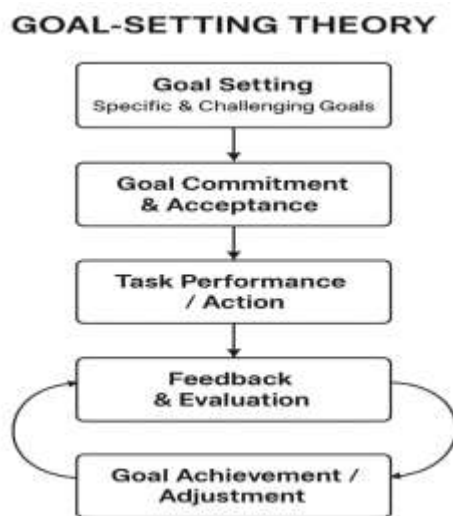 GOAL-SETTING THEORY
Goal Setting
Specific & Challenging Goals
Goal Commitment
& Acceptance
Task Performance
/ Action
Feedback
& Evaluation
Goal Achievement /
Adjustment